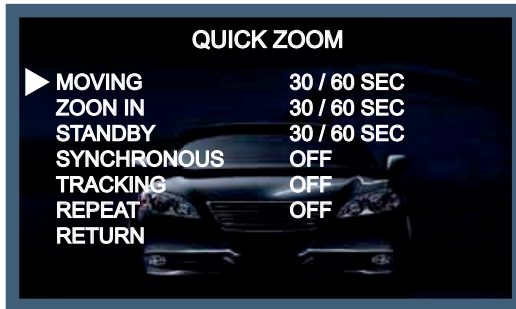 QUICK ZOOM
MOVING 30 / 60 SEC
ZOON IN 30 / 60 SEC
STANDBY 30 / 60 SEC
SYNCHRONOUS OFF
TRACKING OFF
REPEAT OFF
RETURN